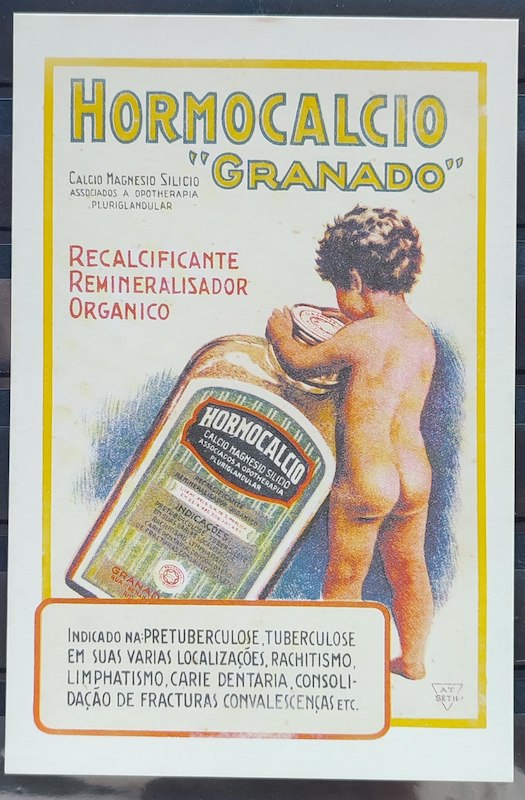 HORMOCALCIO
"GRANADO"
CALCIO MAGNESIO SILICIO
ASSOCIADOS A OPOTHERAPIA
PLURIGLANDULAR
RECALCIFICANTE
REMINERALISADOR
ORGANICO
HORMOCALCIO
CALCIO MAGNESIO SILICIO
ASSOCIADOS A OPOTHERAPIA
PLURIGLANDULAR
INDICAÇÕES
INDICADO NA: PRETUBERCULOSE, TUBERCULOSE
EM SUAS VARIAS LOCALIZAÇÕES, RACHITISMO,
LIMPHATISMO, CARIE DENTARIA, CONSOLI-
DAÇÃO DE FRACTURAS CONVALESCENÇAS ETC.
A.T.
SETH